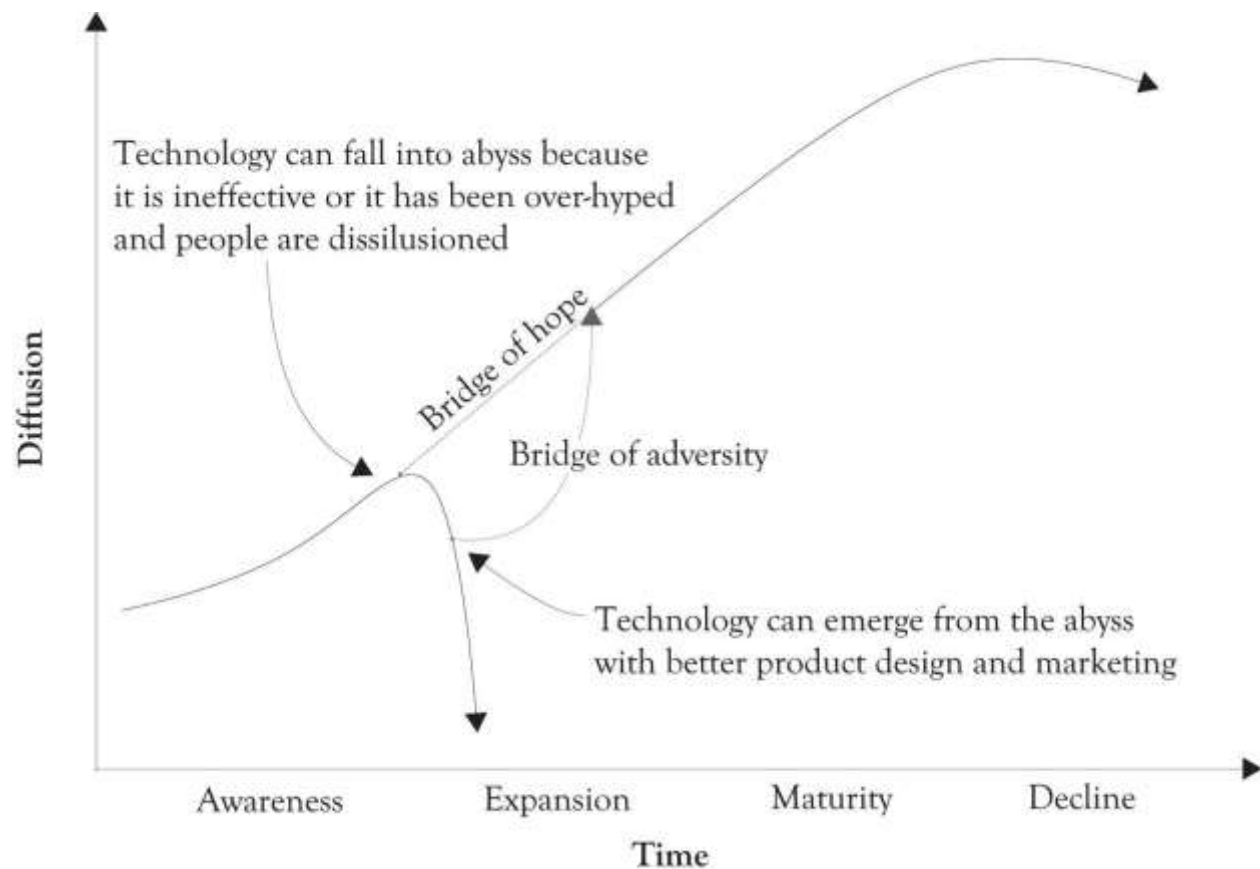 Technology can fall into abyss because
it is ineffective or it has been over-hyped
and people are dissilusioned
Diffusion
Bridge of hope
Bridge of adversity
Technology can emerge from the abyss
with better product design and marketing
Awareness
Expansion
Maturity
Decline
Time